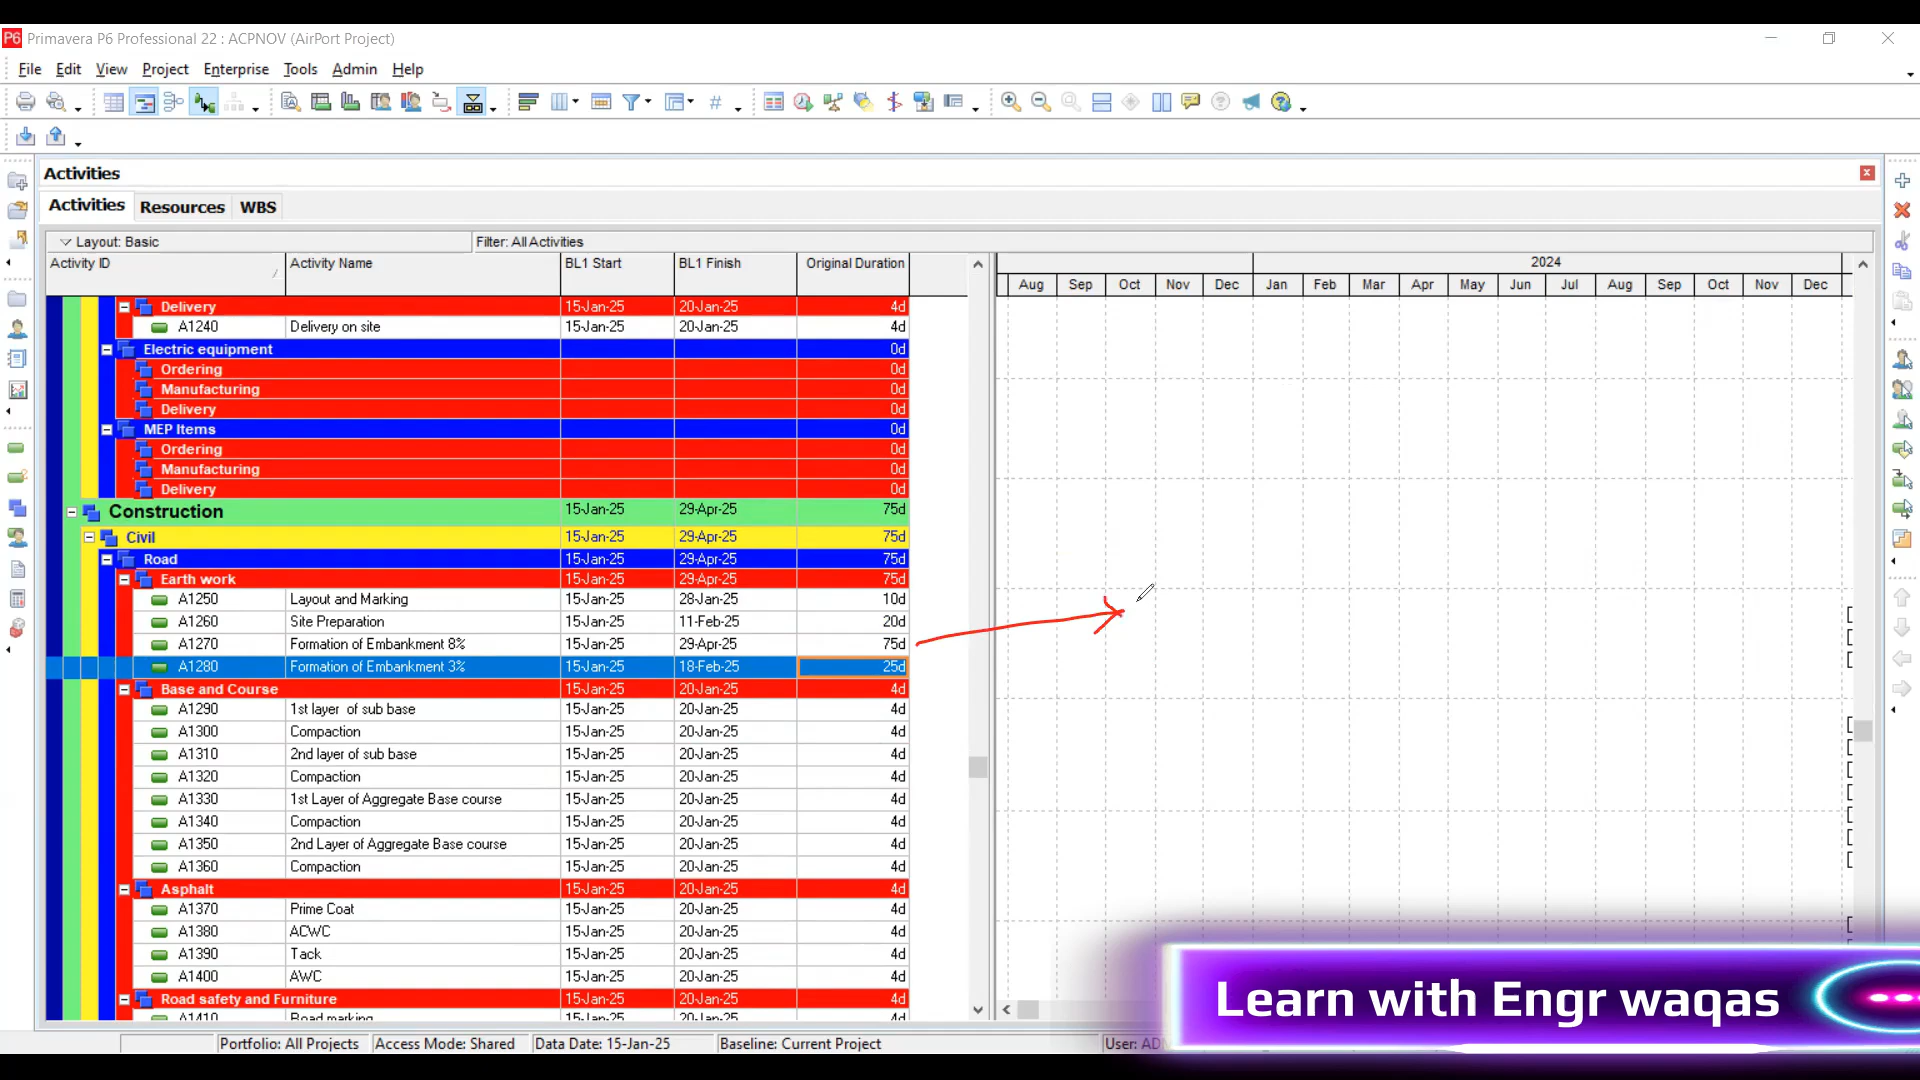 P6 Primavera P6 Professional 22 : ACPNOV (AirPort Project)
File Edit View Project Enterprise Tools Admin Help
Activities
Activities Resources WBS
Layout: Basic Filter: All Activities
Activity ID Activity Name BL1 Start BL1 Finish Original Duration
2024
Aug Sep Oct Nov Dec Jan Feb Mar Apr May Jun Jul Aug Sep Oct Nov Dec
Delivery 15-Jan-25 20-Jan-25 4d
A1240 Delivery on site 15-Jan-25 20-Jan-25 4d
Electric equipment 0d
Ordering 0d
Manufacturing 0d
Delivery 0d
MEP Items 0d
Ordering 0d
Manufacturing 0d
Delivery 0d
Construction 15-Jan-25 29-Apr-25 75d
Civil 15-Jan-25 29-Apr-25 75d
Road 15-Jan-25 29-Apr-25 75d
Earth work 15-Jan-25 29-Apr-25 75d
A1250 Layout and Marking 15-Jan-25 28-Jan-25 10d
A1260 Site Preparation 15-Jan-25 11-Feb-25 20d
A1270 Formation of Embankment 8% 15-Jan-25 29-Apr-25 75d
A1280 Formation of Embankment 3% 15-Jan-25 18-Feb-25 25d
Base and Course 15-Jan-25 20-Jan-25 4d
A1290 1st layer of sub base 15-Jan-25 20-Jan-25 4d
A1300 Compaction 15-Jan-25 20-Jan-25 4d
A1310 2nd layer of sub base 15-Jan-25 20-Jan-25 4d
A1320 Compaction 15-Jan-25 20-Jan-25 4d
A1330 1st Layer of Aggregate Base course 15-Jan-25 20-Jan-25 4d
A1340 Compaction 15-Jan-25 20-Jan-25 4d
A1350 2nd Layer of Aggregate Base course 15-Jan-25 20-Jan-25 4d
A1360 Compaction 15-Jan-25 20-Jan-25 4d
Asphalt 15-Jan-25 20-Jan-25 4d
A1370 Prime Coat 15-Jan-25 20-Jan-25 4d
A1380 ACWC 15-Jan-25 20-Jan-25 4d
A1390 Tack 15-Jan-25 20-Jan-25 4d
A1400 AWC 15-Jan-25 20-Jan-25 4d
Road safety and Furniture 15-Jan-25 20-Jan-25 4d
A1410 Road marking 15-Jan-25 20-Jan-25 4d
Learn with Engr waqas
Portfolio: All Projects Access Mode: Shared Data Date: 15-Jan-25 Baseline: Current Project User: